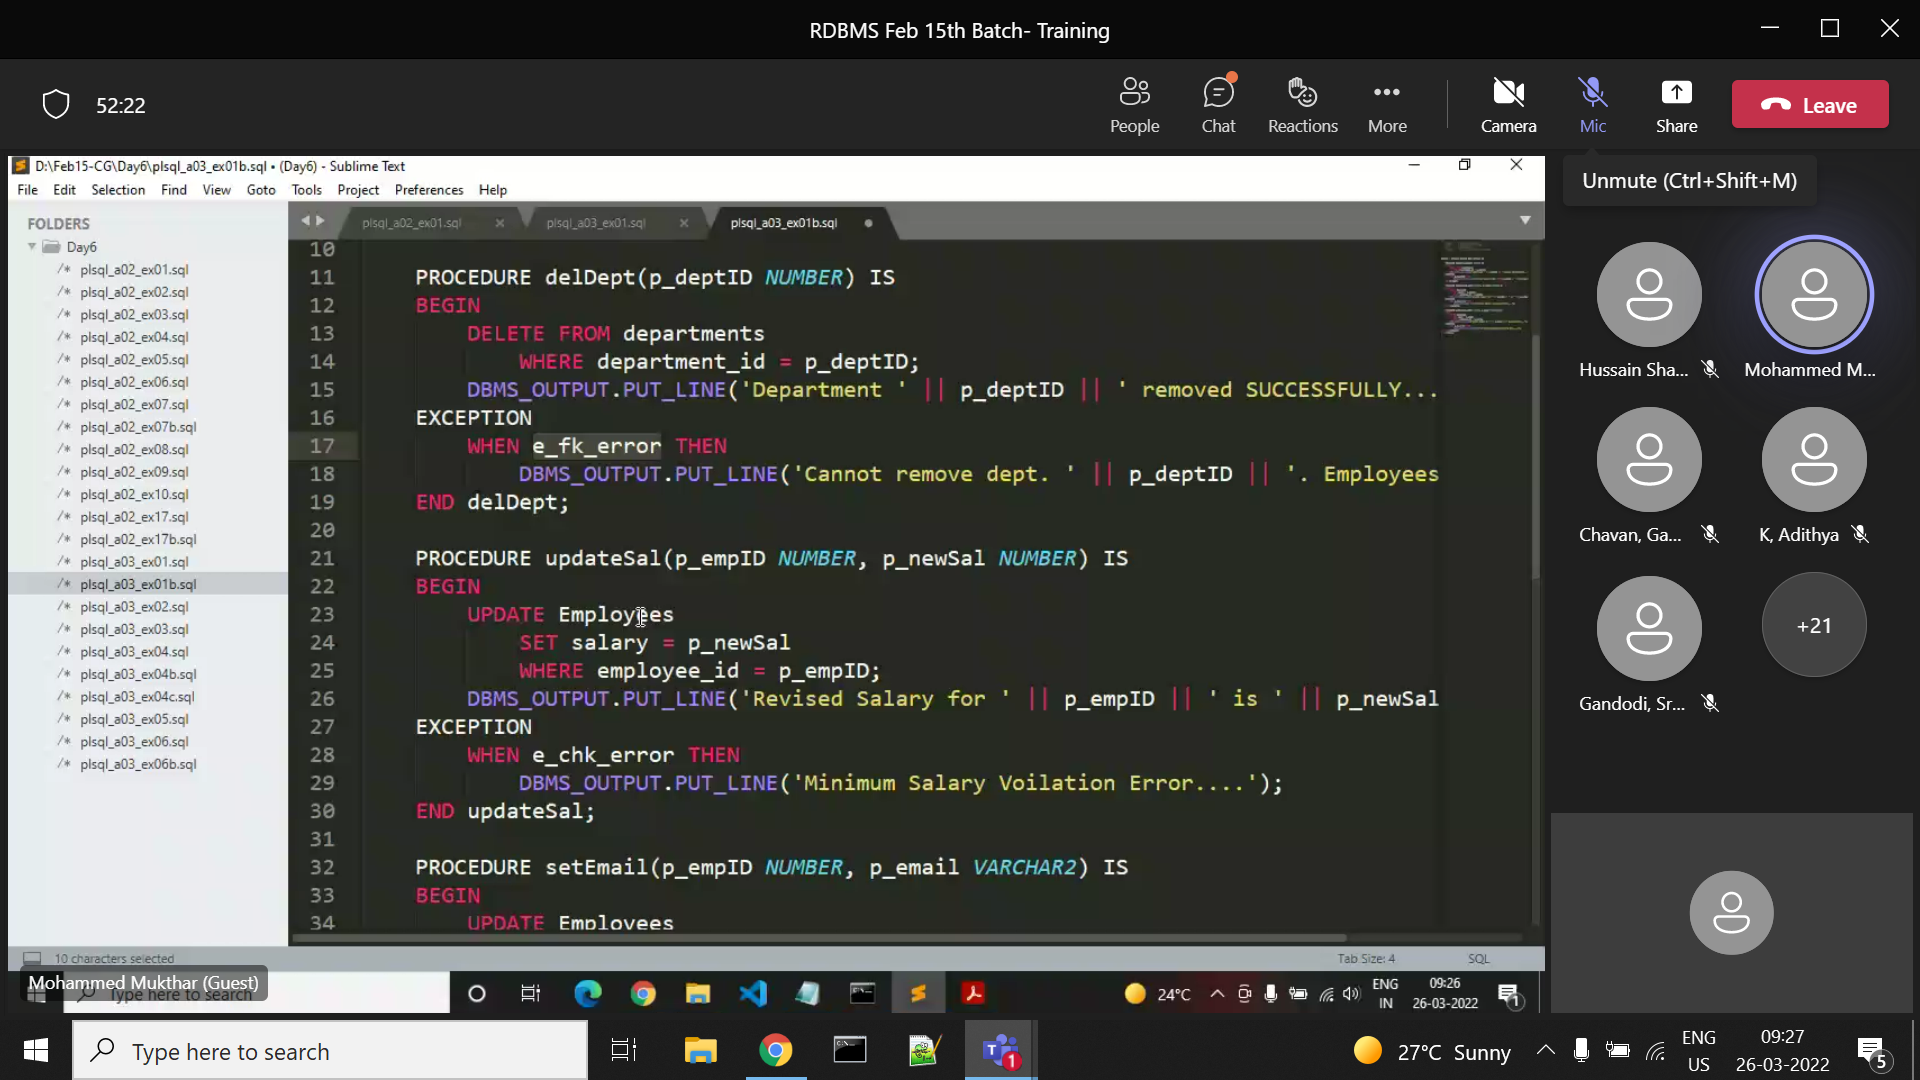 RDBMS Feb 15th Batch- Training
52:22
People
Chat
Reactions
More
Camera
Mic
Share
Leave
Unmute (Ctrl+Shift+M)
D:\Feb15-CG\Day6\plsql_a03_ex01b.sql • (Day6) - Sublime Text
File Edit Selection Find View Goto Tools Project Preferences Help
FOLDERS
Day6
/* plsql_a02_ex01.sql
/* plsql_a02_ex02.sql
/* plsql_a02_ex03.sql
/* plsql_a02_ex04.sql
/* plsql_a02_ex05.sql
/* plsql_a02_ex06.sql
/* plsql_a02_ex07.sql
/* plsql_a02_ex07b.sql
/* plsql_a02_ex08.sql
/* plsql_a02_ex09.sql
/* plsql_a02_ex10.sql
/* plsql_a02_ex17.sql
/* plsql_a02_ex17b.sql
/* plsql_a03_ex01.sql
/* plsql_a03_ex01b.sql
/* plsql_a03_ex02.sql
/* plsql_a03_ex03.sql
/* plsql_a03_ex04.sql
/* plsql_a03_ex04b.sql
/* plsql_a03_ex04c.sql
/* plsql_a03_ex05.sql
/* plsql_a03_ex06.sql
/* plsql_a03_ex06b.sql
plsql_a02_ex01.sql × plsql_a03_ex01.sql × plsql_a03_ex01b.sql
10
11 PROCEDURE delDept(p_deptID NUMBER) IS
12 BEGIN
13 DELETE FROM departments
14 WHERE department_id = p_deptID;
15 DBMS_OUTPUT.PUT_LINE('Department ' || p_deptID || ' removed SUCCESSFULLY...
16 EXCEPTION
17 WHEN e_fk_error THEN
18 DBMS_OUTPUT.PUT_LINE('Cannot remove dept. ' || p_deptID || '. Employees
19 END delDept;
20
21 PROCEDURE updateSal(p_empID NUMBER, p_newSal NUMBER) IS
22 BEGIN
23 UPDATE Employees
24 SET salary = p_newSal
25 WHERE employee_id = p_empID;
26 DBMS_OUTPUT.PUT_LINE('Revised Salary for ' || p_empID || ' is ' || p_newSal
27 EXCEPTION
28 WHEN e_chk_error THEN
29 DBMS_OUTPUT.PUT_LINE('Minimum Salary Voilation Error....');
30 END updateSal;
31
32 PROCEDURE setEmail(p_empID NUMBER, p_email VARCHAR2) IS
33 BEGIN
34 UPDATE Employees
10 characters selected
Tab Size: 4
SQL
Mohammed Mukthar (Guest)
Type here to search
24°C
ENG
IN
09:26
26-03-2022
1
Hussain Sha...
Mohammed M...
Chavan, Ga...
K, Adithya
Gandodi, Sr...
+21
Type here to search
1
27°C Sunny
ENG
US
09:27
26-03-2022
5